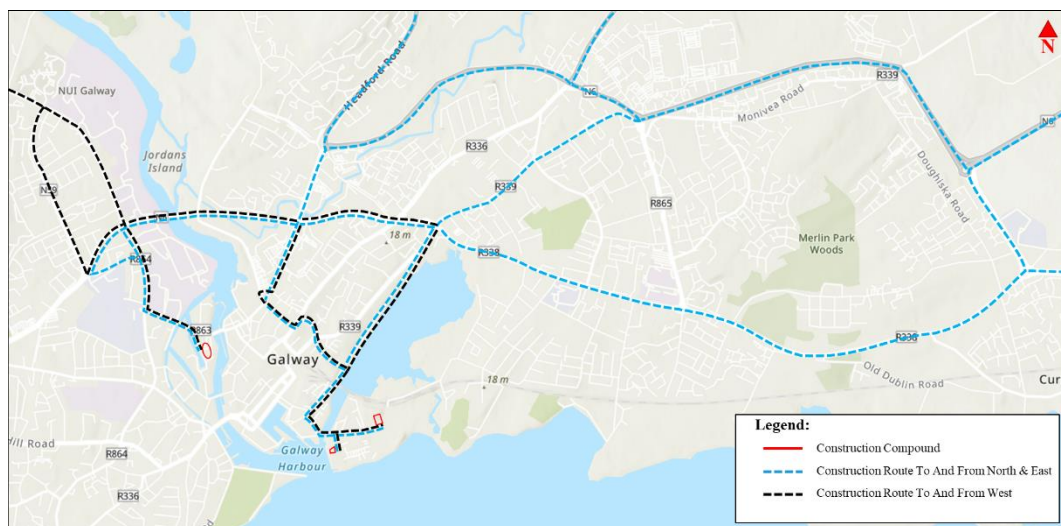 Headford Road
N
NUI Galway
N6
R339
Monivea Road
N6
Jordans
Island
R336
Doughiska Road
N59
R339
R865
N6
18 m
R338
Merlin Park
Woods
R864
R863
R339
R338
Galway
Old Dublin Road
18 m
Cur
Legend:
Construction Compound
Construction Route To And From North & East
Construction Route To And From West
ill Road
R864
Galway
Harbour
R336